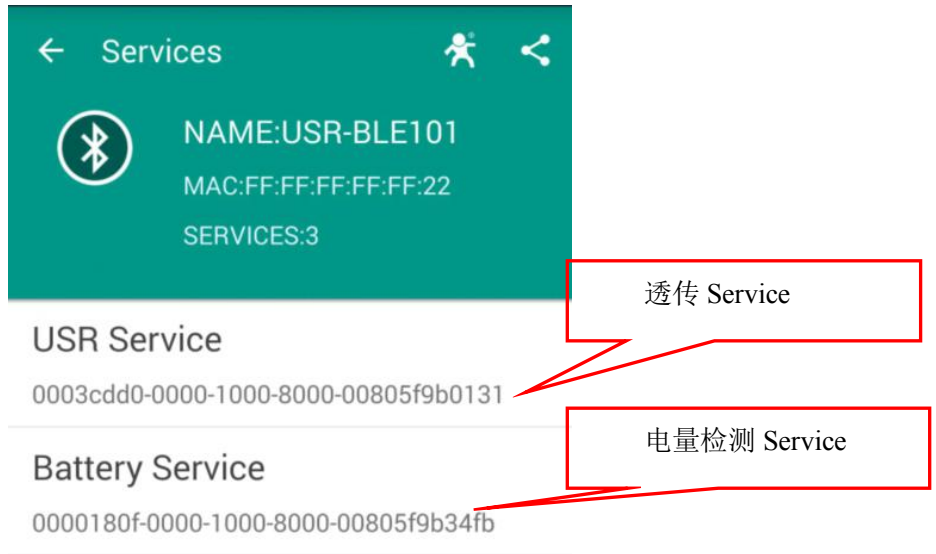 Services
NAME:USR-BLE101
MAC:FF:FF:FF:FF:FF:22
SERVICES:3
透传 Service
USR Service
0003cdd0-0000-1000-8000-00805f9b0131
电量检测 Service
Battery Service
0000180f-0000-1000-8000-00805f9b34fb